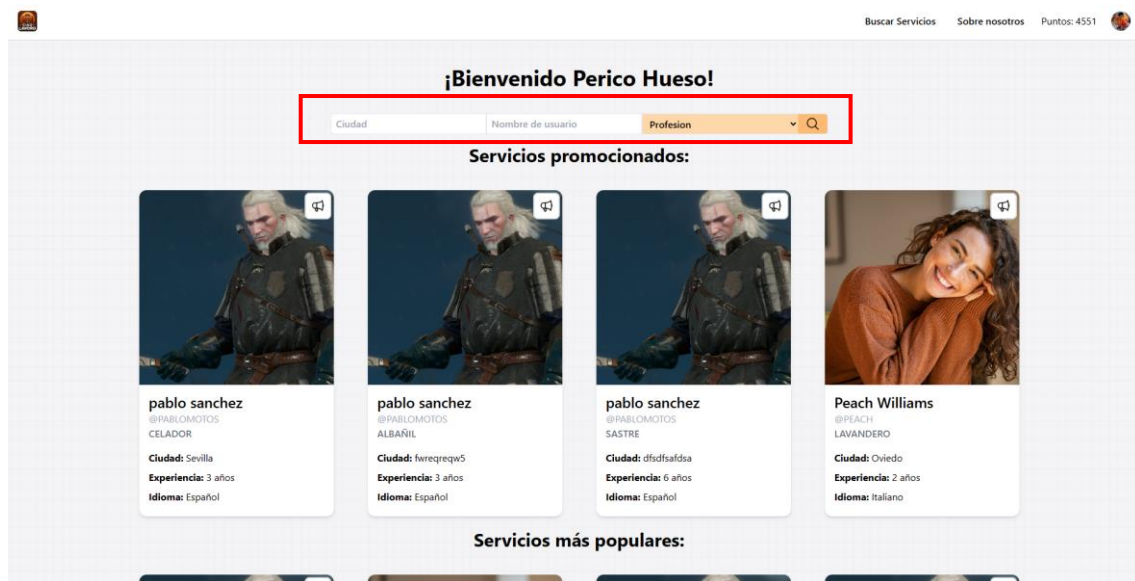 Buscar Servicios Sobre nosotros Puntos: 4551
¡Bienvenido Perico Hueso!
Ciudad Nombre de usuario Profesion
Servicios promocionados:
pablo sanchez
@PABLOMOTOS
CELADOR
Ciudad: Sevilla
Experiencia: 3 años
Idioma: Español
pablo sanchez
@PABLOMOTOS
ALBAÑIL
Ciudad: fwreqreqw5
Experiencia: 3 años
Idioma: Español
pablo sanchez
@PABLOMOTOS
SASTRE
Ciudad: dfsdfsafdsa
Experiencia: 6 años
Idioma: Español
Peach Williams
@PEACH
LAVANDERO
Ciudad: Oviedo
Experiencia: 2 años
Idioma: Italiano
Servicios más populares: